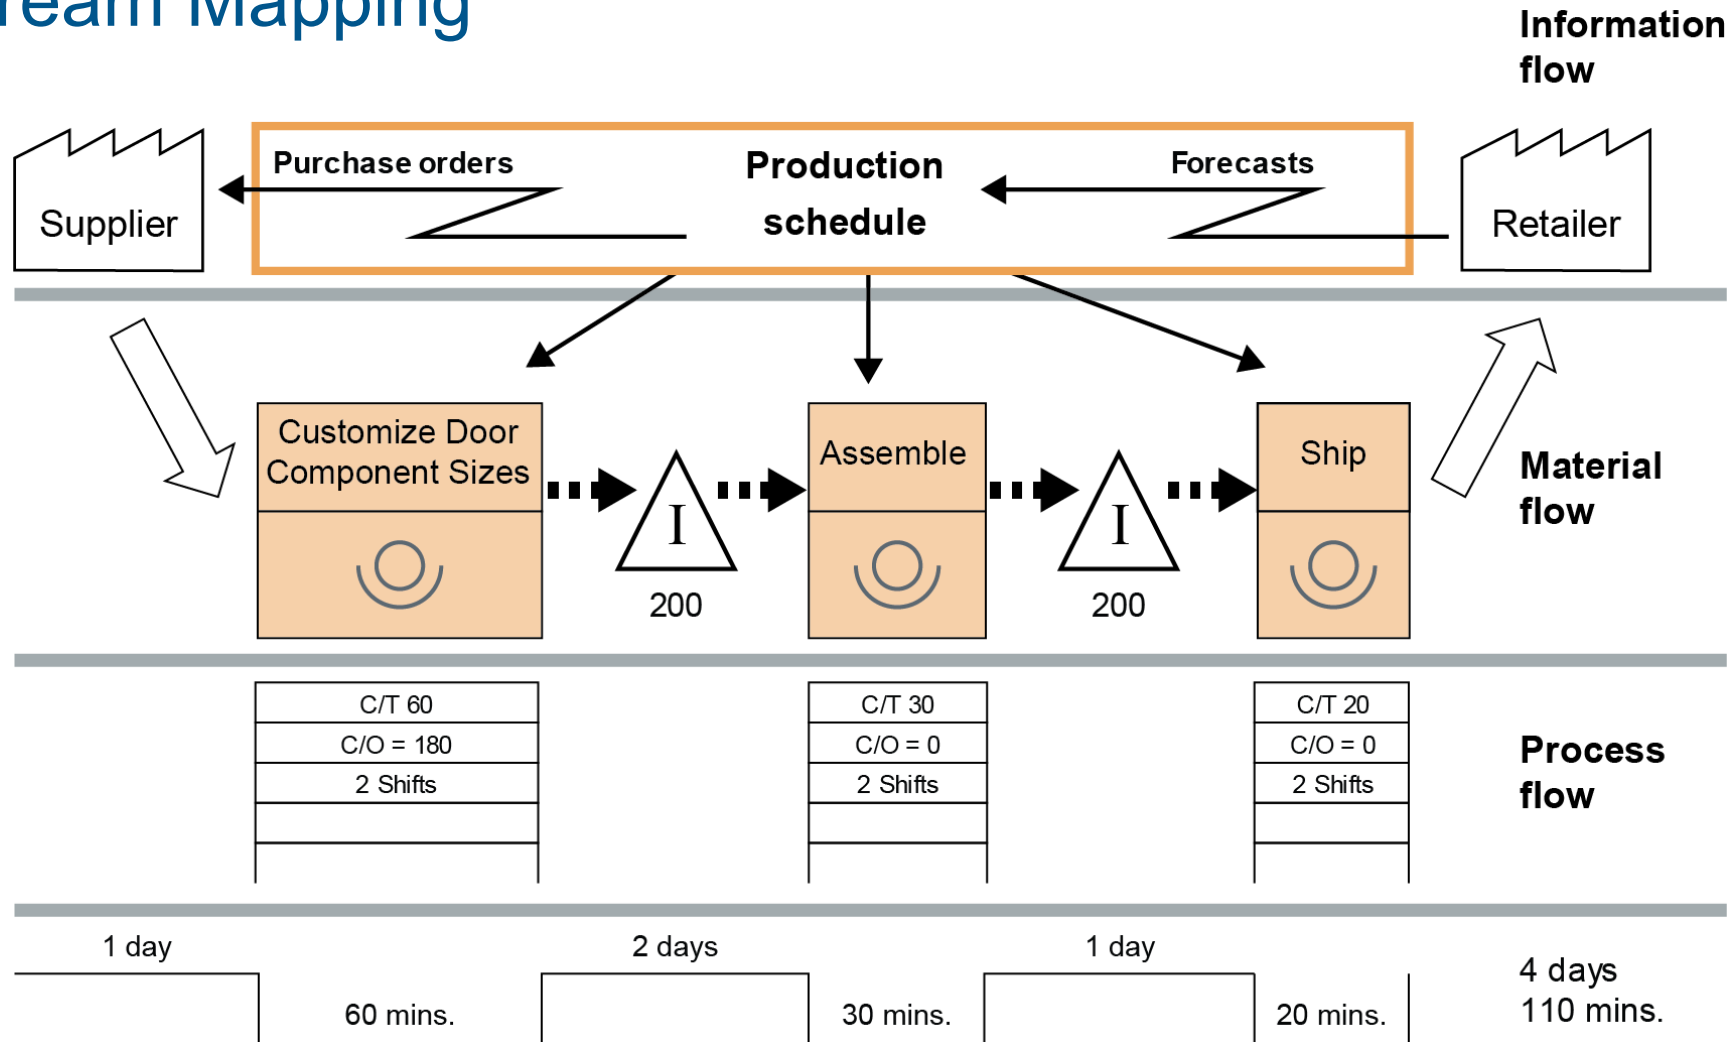 Mapping
Information
flow
Purchase orders
Production
schedule
Forecasts
Supplier
Retailer
Customize Door
Component Sizes
I
200
Assemble
I
200
Ship
Material
flow
C/T 60
C/O = 180
2 Shifts
C/T 30
C/O = 0
2 Shifts
C/T 20
C/O = 0
2 Shifts
Process
flow
1 day
2 days
1 day
60 mins.
30 mins.
20 mins.
4 days
110 mins.